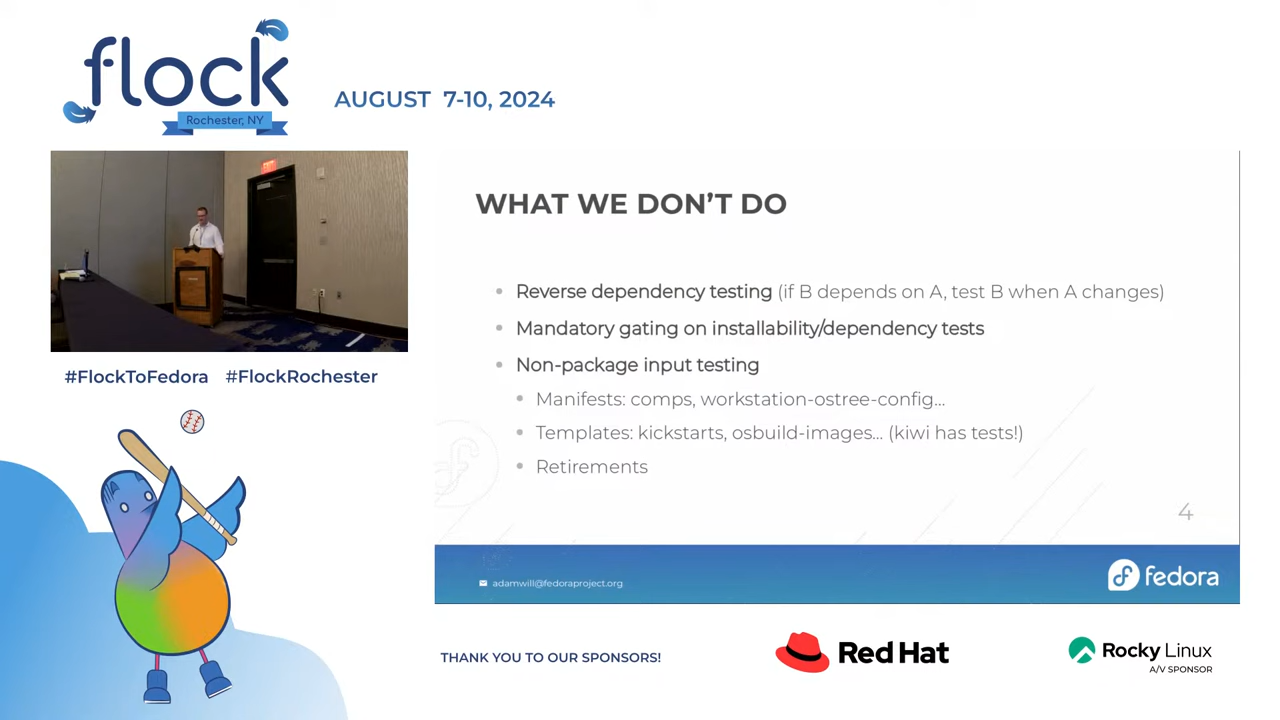 flock
Rochester, NY
AUGUST 7-10, 2024
EXIT
#FlockToFedora #FlockRochester
WHAT WE DON'T DO
Reverse dependency testing (if B depends on A, test B when A changes)
Mandatory gating on installability/dependency tests
Non-package input testing
Manifests: comps, workstation-ostree-config...
Templates: kickstarts, osbuild-images... (kiwi has tests!)
Retirements
4
adamwill@fedoraproject.org
fedora
THANK YOU TO OUR SPONSORS!
Red Hat
Rocky Linux
A/V SPONSOR